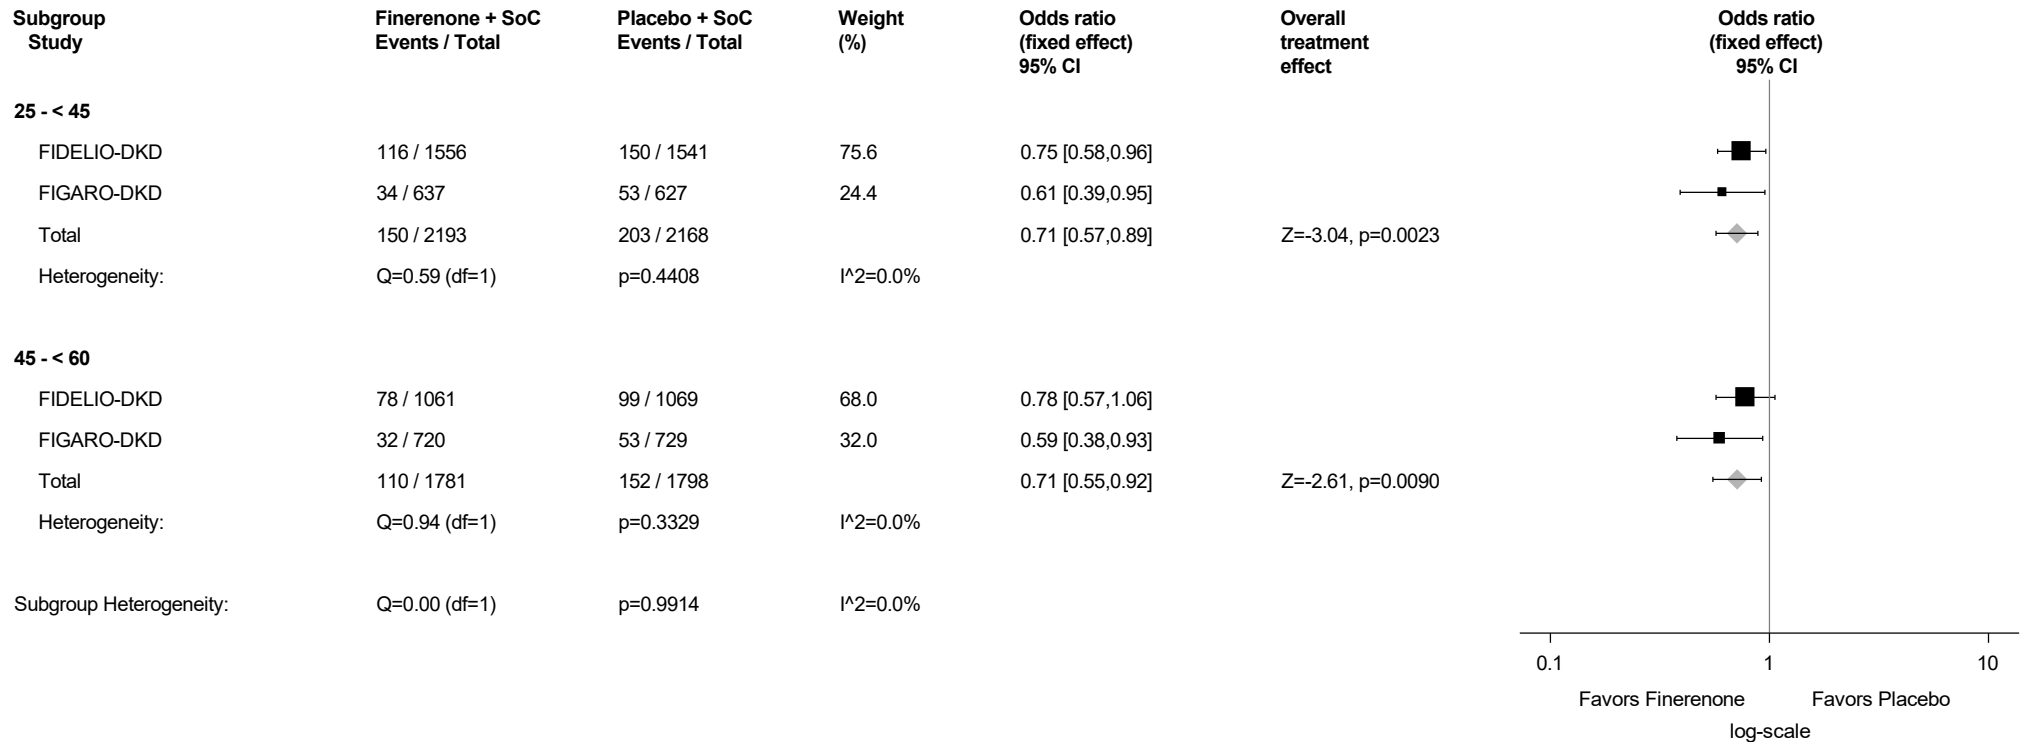 Subgroup Finerenone + SoC Placebo + SoC Weight Odds ratio Overall Odds ratio
Study Events / Total Events / Total (%) (fixed effect) treatment (fixed effect)
95% CI effect 95% CI
25 - < 45
FIDELIO-DKD 116 / 1556 150 / 1541 75.6 0.75 [0.58,0.96]
FIGARO-DKD 34 / 637 53 / 627 24.4 0.61 [0.39,0.95]
Total 150 / 2193 203 / 2168 0.71 [0.57,0.89] Z=-3.04, p=0.0023
Heterogeneity: Q=0.59 (df=1) p=0.4408 I^2=0.0%
45 - < 60
FIDELIO-DKD 78 / 1061 99 / 1069 68.0 0.78 [0.57,1.06]
FIGARO-DKD 32 / 720 53 / 729 32.0 0.59 [0.38,0.93]
Total 110 / 1781 152 / 1798 0.71 [0.55,0.92] Z=-2.61, p=0.0090
Heterogeneity: Q=0.94 (df=1) p=0.3329 I^2=0.0%
Subgroup Heterogeneity: Q=0.00 (df=1) p=0.9914 I^2=0.0%
0.1 1 10
Favors Finerenone Favors Placebo
log-scale